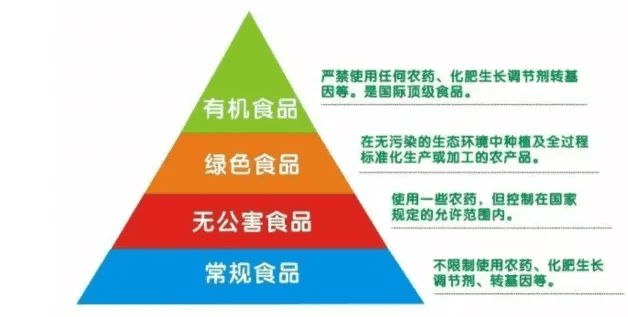 严禁使用任何农药、化肥生长调节剂转基
因等。是国际顶级食品。
有机食品
在无污染的生态环境中种植及全过程
标准化生产或加工的农产品。
绿色食品
使用一些农药，但控制在国家
规定的允许范围内。
无公害食品
不限制使用农药、化肥生长
调节剂、转基因等。
常规食品